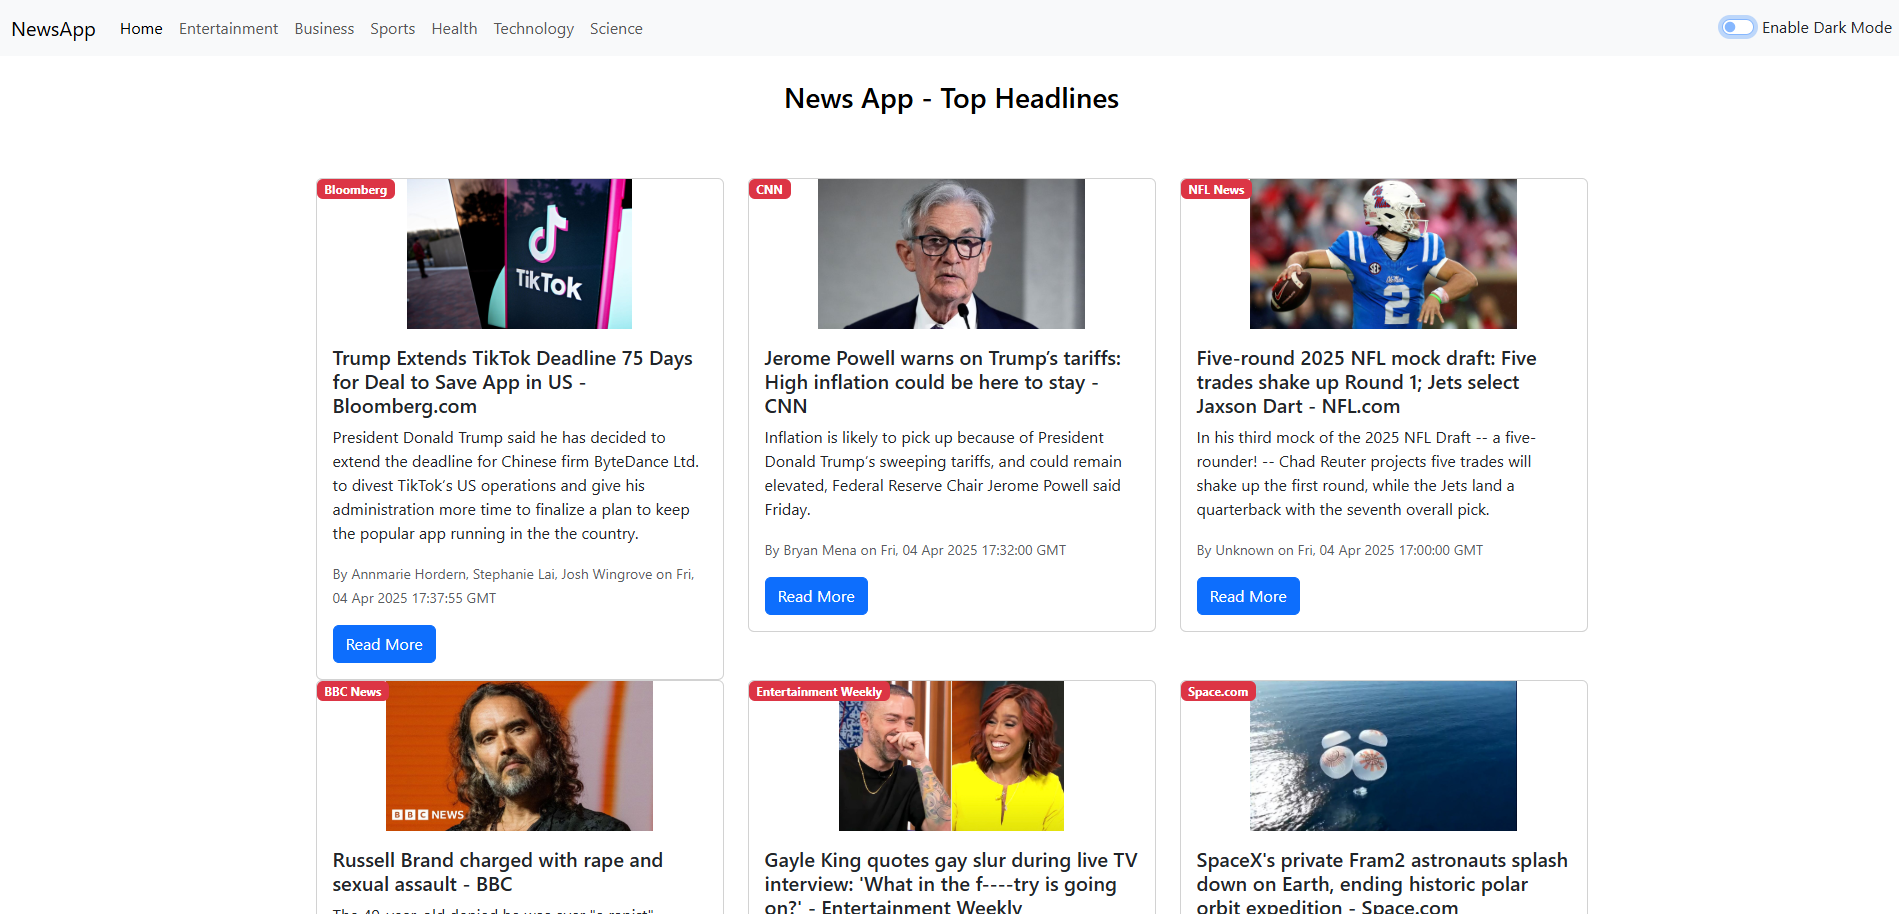 NewsApp Home Entertainment Business Sports Health Technology Science Enable Dark Mode
News App - Top Headlines
Bloomberg
TikTok
Trump Extends TikTok Deadline 75 Days
for Deal to Save App in US -
Bloomberg.com
President Donald Trump said he has decided to
extend the deadline for Chinese firm ByteDance Ltd.
to divest TikTok’s US operations and give his
administration more time to finalize a plan to keep
the popular app running in the the country.
By Annmarie Hordern, Stephanie Lai, Josh Wingrove on Fri,
04 Apr 2025 17:37:55 GMT
Read More
CNN
Jerome Powell warns on Trump’s tariffs:
High inflation could be here to stay -
CNN
Inflation is likely to pick up because of President
Donald Trump’s sweeping tariffs, and could remain
elevated, Federal Reserve Chair Jerome Powell said
Friday.
By Bryan Mena on Fri, 04 Apr 2025 17:32:00 GMT
Read More
NFL News
Ole Miss
SEC
2
Five-round 2025 NFL mock draft: Five
trades shake up Round 1; Jets select
Jaxson Dart - NFL.com
In his third mock of the 2025 NFL Draft -- a five-
rounder! -- Chad Reuter projects five trades will
shake up the first round, while the Jets land a
quarterback with the seventh overall pick.
By Unknown on Fri, 04 Apr 2025 17:00:00 GMT
Read More
BBC News
BBC NEWS
Russell Brand charged with rape and
sexual assault - BBC
The 49-year-old denied he was ever "a rapist"
Entertainment Weekly
Gayle King quotes gay slur during live TV
interview: 'What in the f----try is going
on?' - Entertainment Weekly
Space.com
SpaceX's private Fram2 astronauts splash
down on Earth, ending historic polar
orbit expedition - Space.com